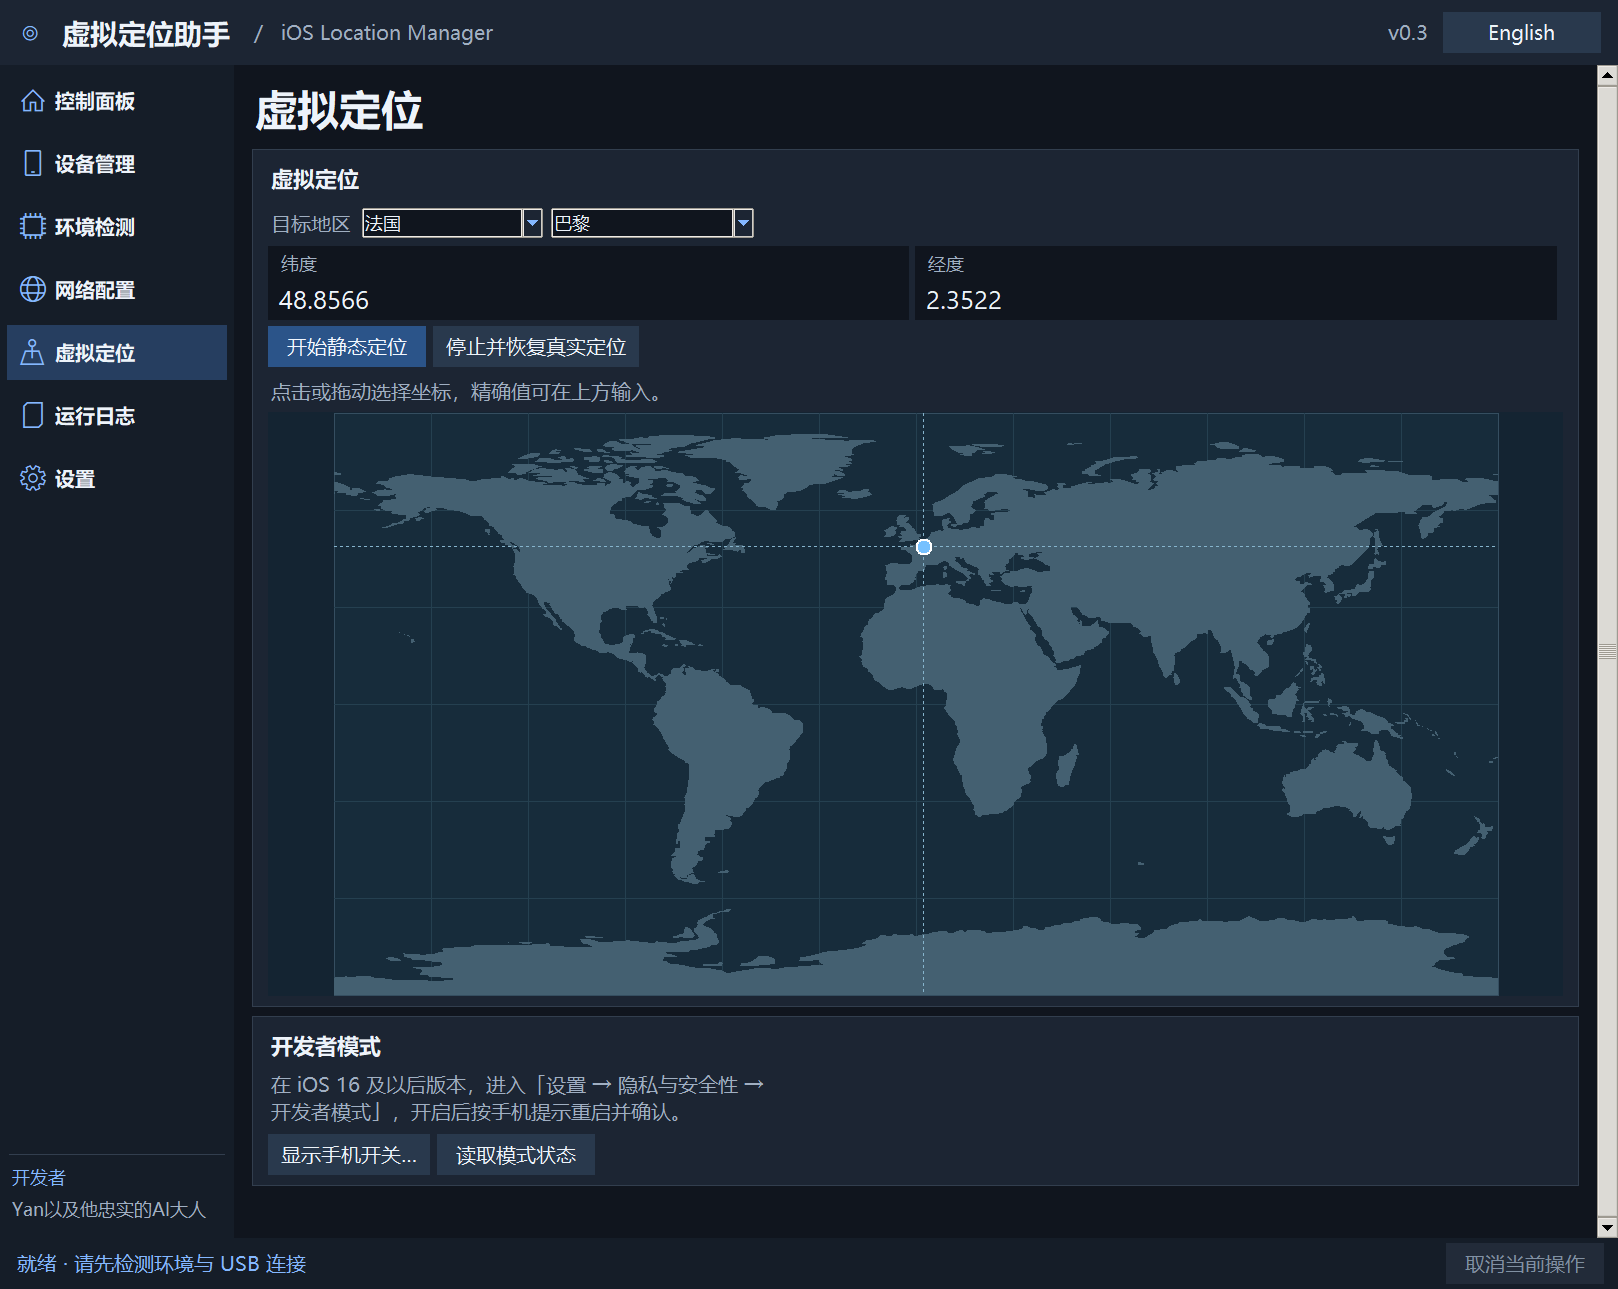 虚拟定位助手 / iOS Location Manager
v0.3 English
控制面板
设备管理
环境检测
网络配置
虚拟定位
运行日志
设置
开发者
Yan以及他忠实的AI大人
虚拟定位
虚拟定位
目标地区 法国 巴黎
纬度
48.8566
经度
2.3522
开始静态定位 停止并恢复真实定位
点击或拖动选择坐标，精确值可在上方输入。
开发者模式
在 iOS 16 及以后版本，进入「设置 → 隐私与安全性 →
开发者模式」，开启后按手机提示重启并确认。
显示手机开关... 读取模式状态
就绪 · 请先检测环境与 USB 连接
取消当前操作